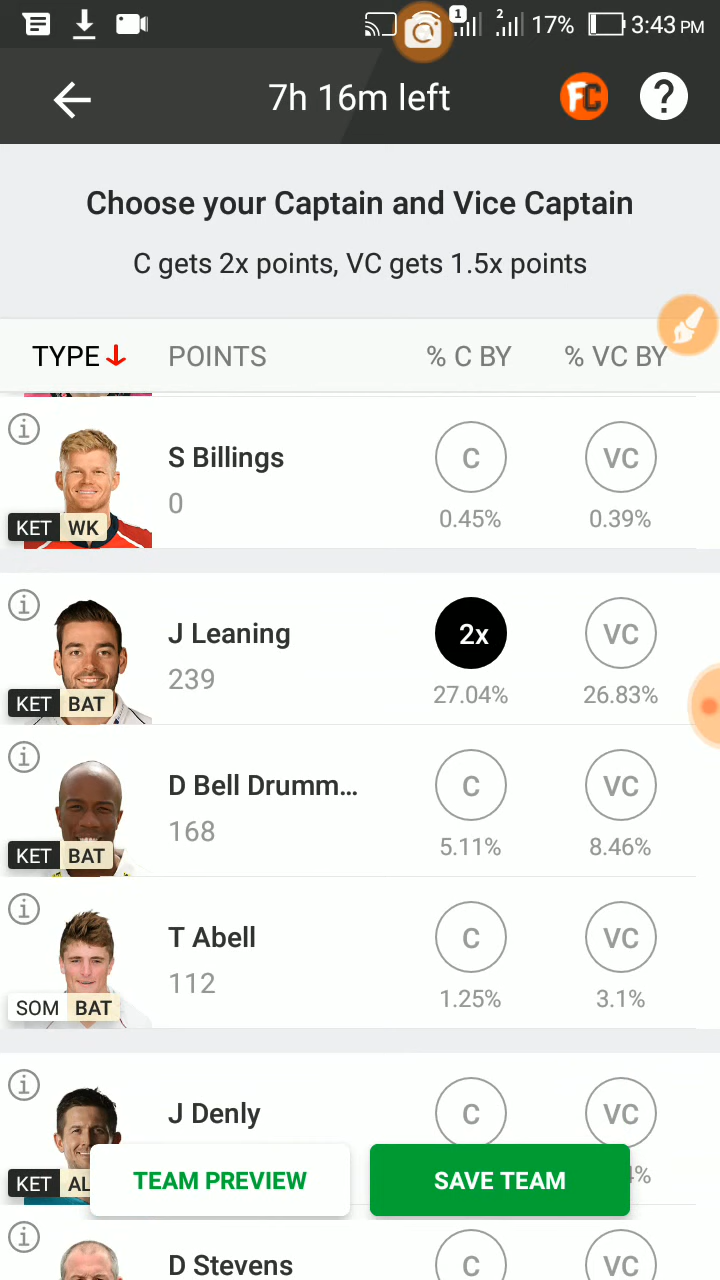 1
2
17%
3:43 PM
7h 16m left
FC
?
Choose your Captain and Vice Captain
C gets 2x points, VC gets 1.5x points
TYPE
POINTS
% C BY
% VC BY
S Billings
0
KET WK
C
VC
0.45%
0.39%
J Leaning
239
KET BAT
2x
VC
27.04%
26.83%
D Bell Drumm...
168
KET BAT
C
VC
5.11%
8.46%
T Abell
112
SOM BAT
C
VC
1.25%
3.1%
J Denly
KET AL
C
VC
TEAM PREVIEW
SAVE TEAM
D Stevens
C
VC